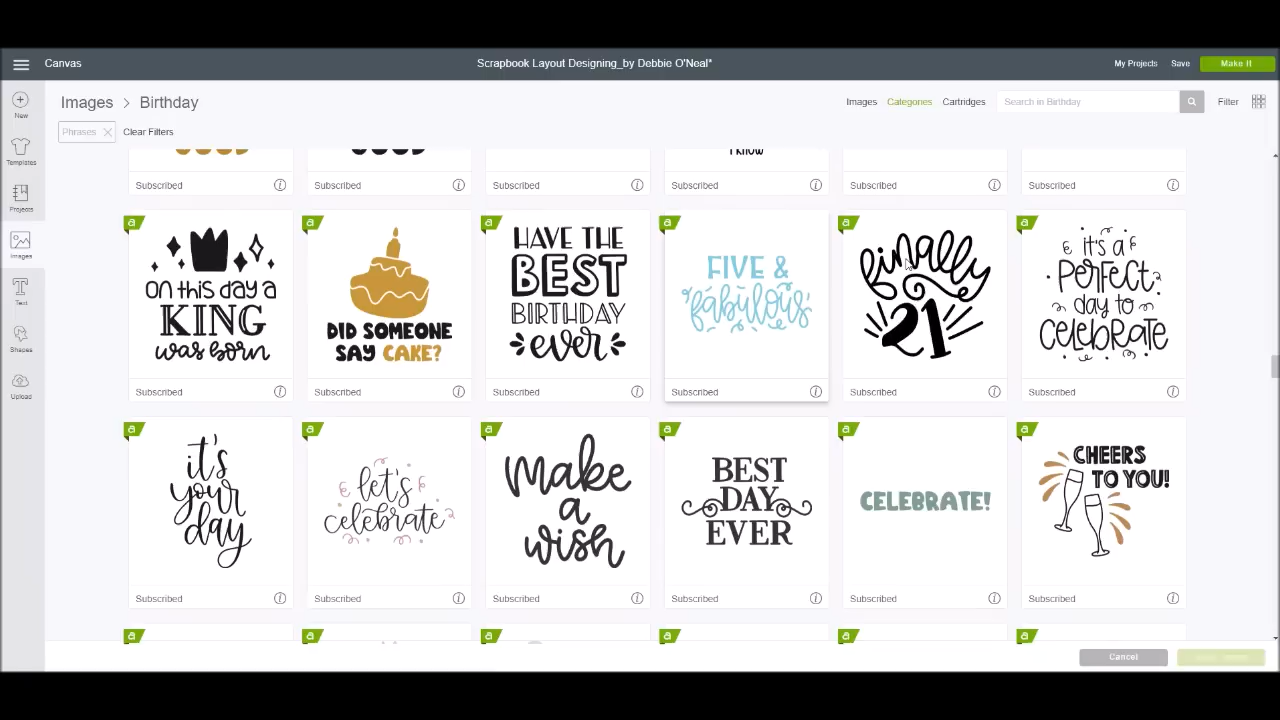 Canvas
Scrapbook Layout Designing_by Debbie O'Neal*
My Projects
Save
Make It
New
Templates
Projects
Images
Text
Shapes
Upload
Images > Birthday
Images
Categories
Cartridges
Search in Birthday
Filter
Phrases
Clear Filters
I KNOW
Subscribed
Subscribed
Subscribed
Subscribed
Subscribed
Subscribed
a
on this day a
KING
was born
Subscribed
a
DID SOMEONE
SAY CAKE?
Subscribed
a
HAVE THE
BEST
BIRTHDAY
ever
Subscribed
a
FIVE &
fabulous
Subscribed
a
finally
21
Subscribed
a
it's a
PERFECT
day to
CELEBRATE
Subscribed
a
it's
your
day
Subscribed
a
let's
celebrate
Subscribed
a
make
a
wish
Subscribed
a
BEST
DAY
EVER
Subscribed
a
CELEBRATE!
Subscribed
a
CHEERS
TO YOU!
Subscribed
a
a
a
a
a
a
Cancel